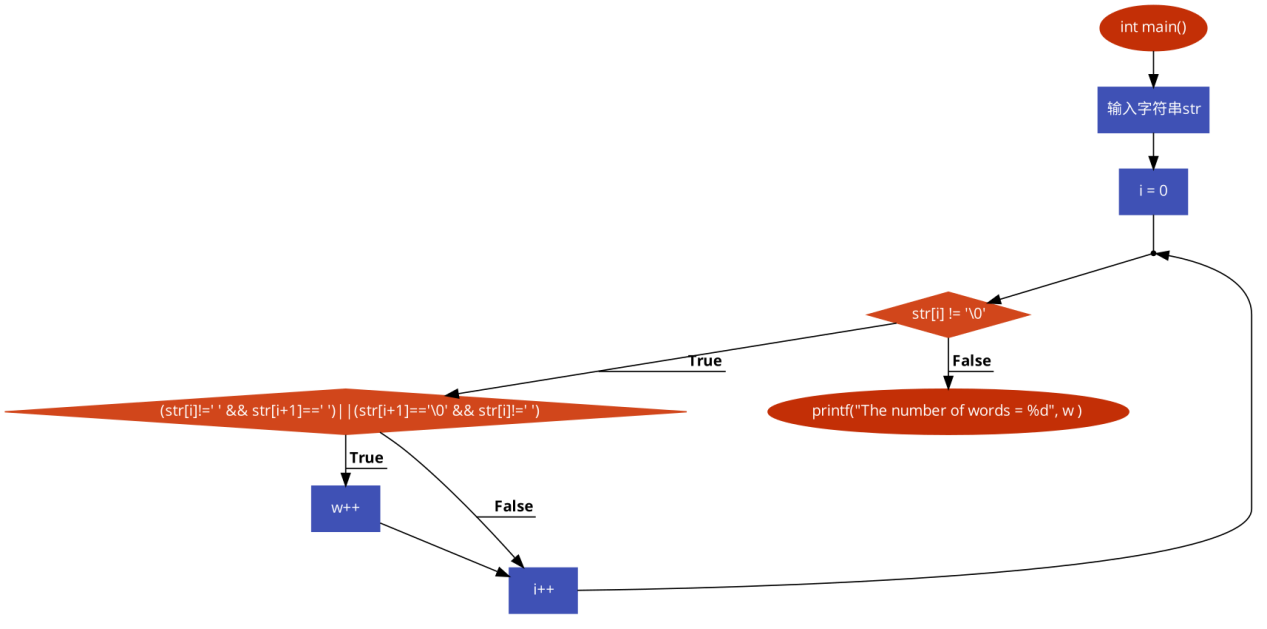 int main()
输入字符串str
i = 0
str[i] != '\0'
True
False
(str[i]!=' ' && str[i+1]==' ')||(str[i+1]=='\0' && str[i]!=' ')
printf("The number of words = %d", w )
True
w++
False
i++